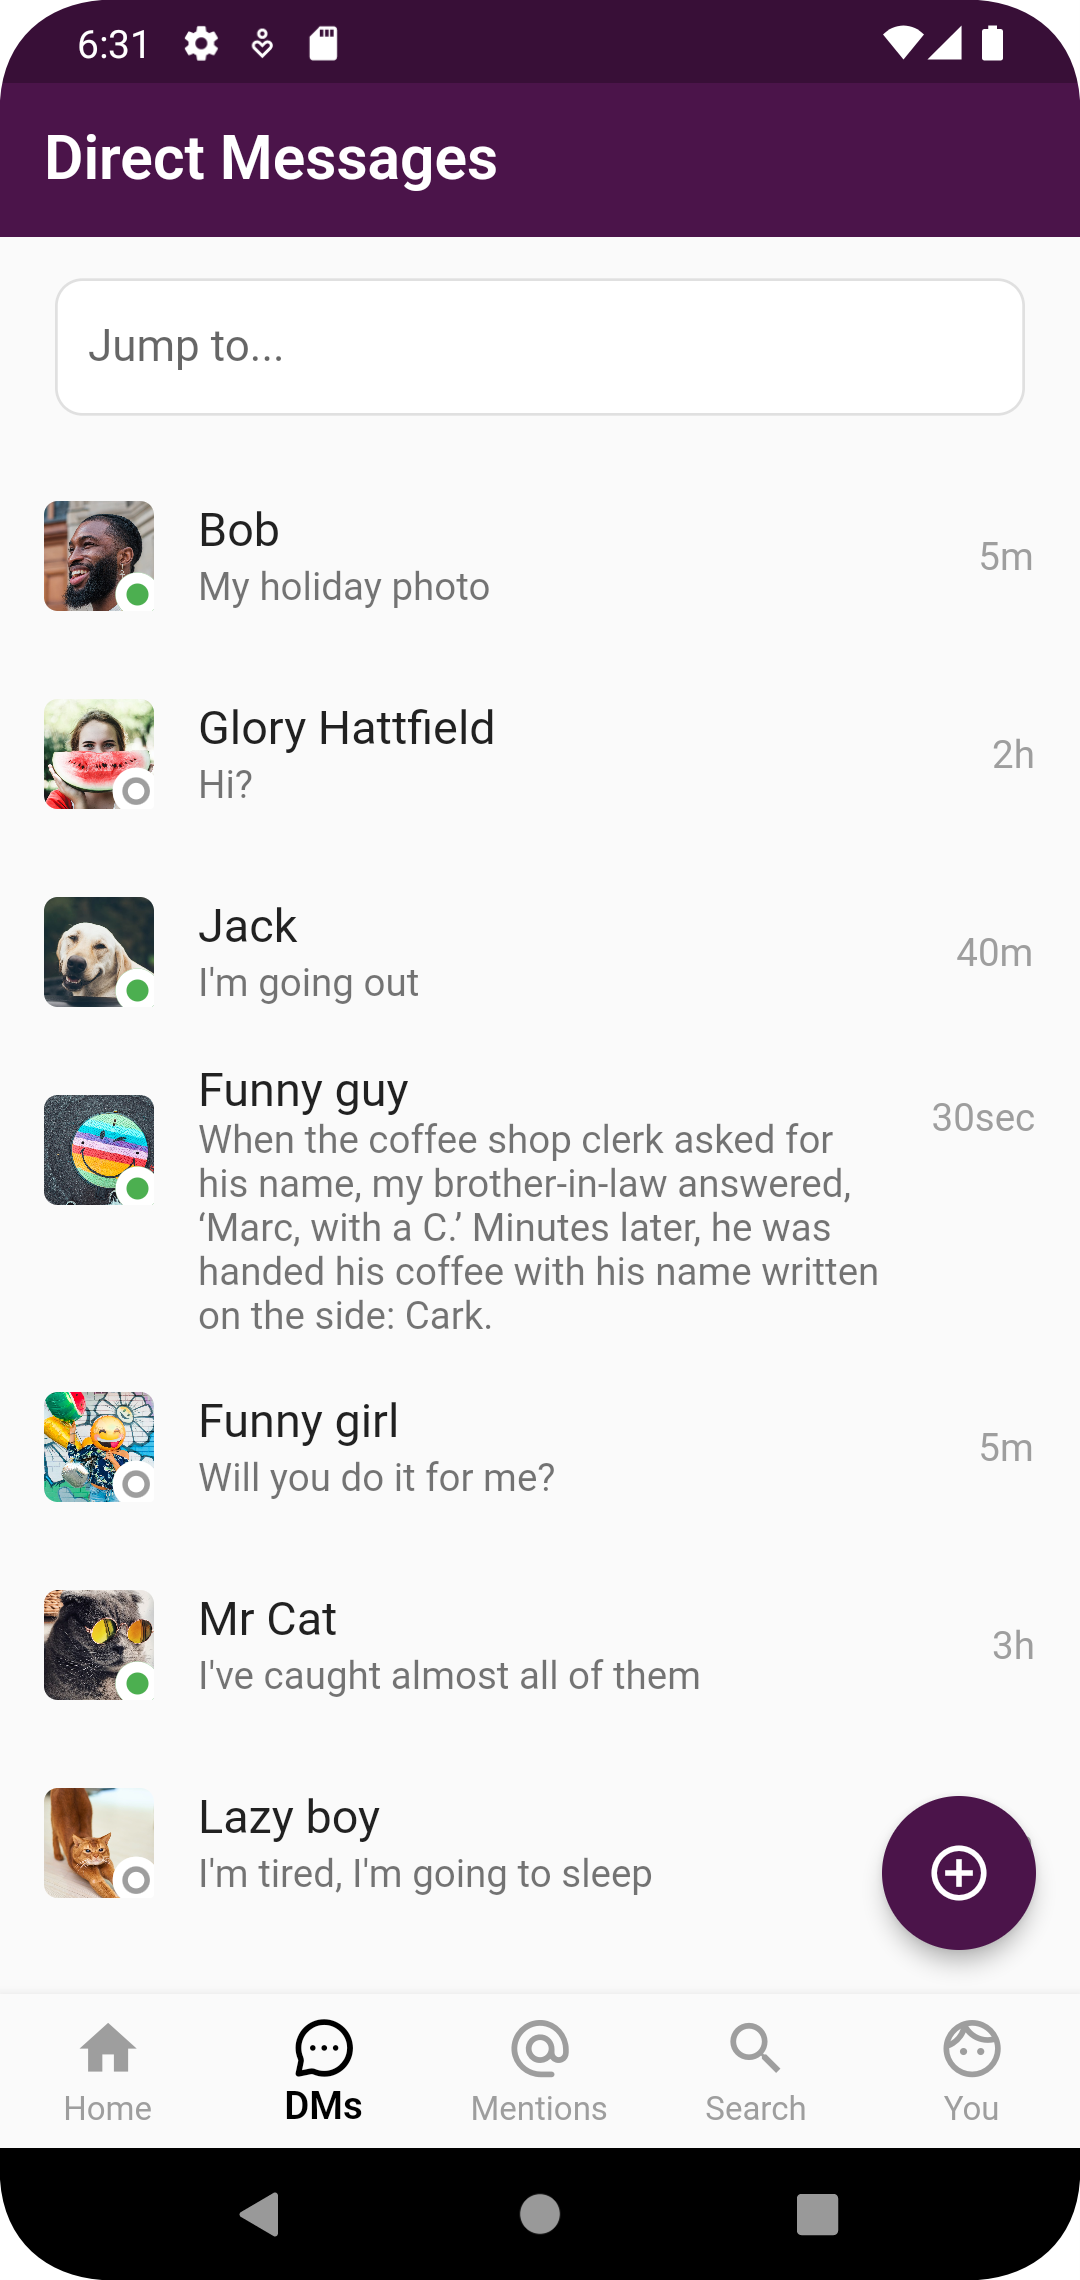 6:31
Direct Messages
Jump to...
Bob
5m
My holiday photo
Glory Hattfield
2h
Hi?
Jack
40m
I'm going out
Funny guy
30sec
When the coffee shop clerk asked for
his name, my brother-in-law answered,
‘Marc, with a C.’ Minutes later, he was
handed his coffee with his name written
on the side: Cark.
Funny girl
5m
Will you do it for me?
Mr Cat
3h
I've caught almost all of them
Lazy boy
I'm tired, I'm going to sleep
Home
DMs
Mentions
Search
You